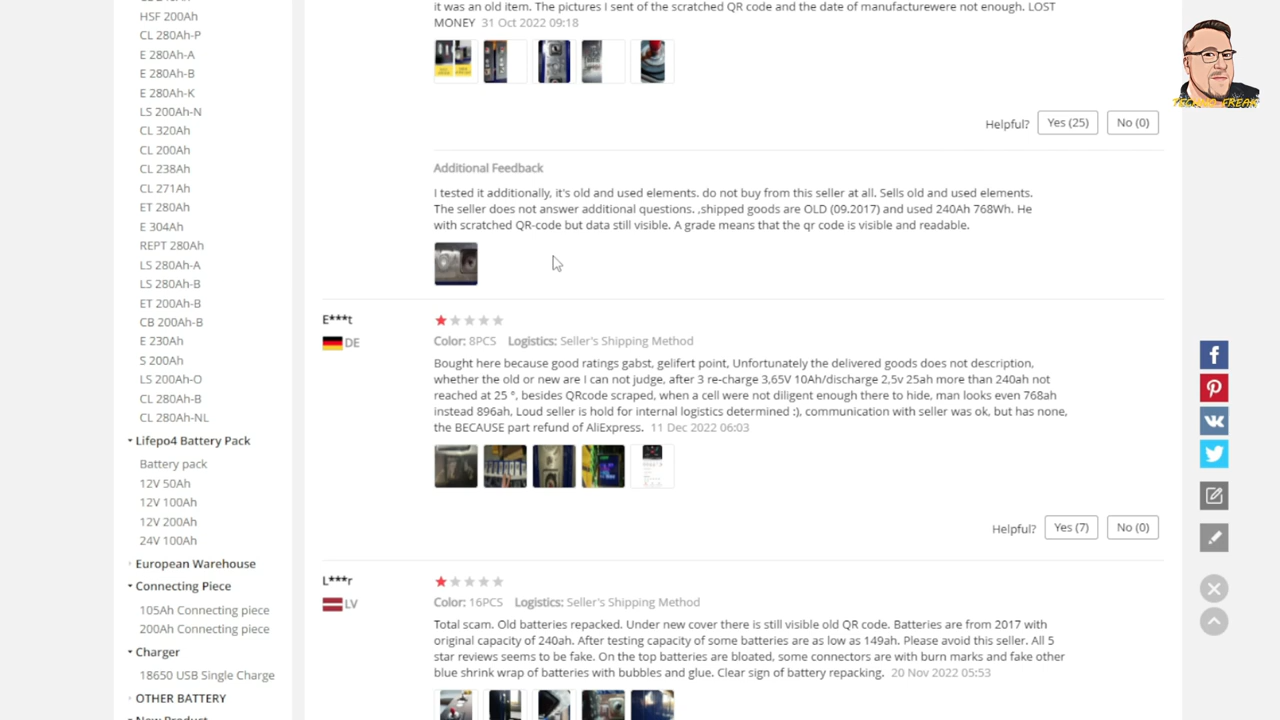 HSF 200Ah
CL 280Ah-P
E 280Ah-A
E 280Ah-B
E 280Ah-K
LS 200Ah-N
CL 320Ah
CL 200Ah
CL 238Ah
CL 271Ah
ET 280Ah
E 304Ah
REPT 280Ah
LS 280Ah-A
LS 280Ah-B
ET 200Ah-B
CB 200Ah-B
E 230Ah
S 200Ah
LS 200Ah-O
CL 280Ah-B
CL 280Ah-NL
Lifepo4 Battery Pack
Battery pack
12V 50Ah
12V 100Ah
12V 200Ah
24V 100Ah
European Warehouse
Connecting Piece
105Ah Connecting piece
200Ah Connecting piece
Charger
18650 USB Single Charge
OTHER BATTERY
New Product
it was an old item. The pictures I sent of the scratched QR code and the date of manufacturewere not enough. LOST
MONEY 31 Oct 2022 09:18
Helpful? Yes (25) No (0)
Additional Feedback
I tested it additionally, it's old and used elements. do not buy from this seller at all. Sells old and used elements.
The seller does not answer additional questions. ,shipped goods are OLD (09.2017) and used 240Ah 768Wh. He
with scratched QR-code but data still visible. A grade means that the qr code is visible and readable.
E***t
DE
Color: 8PCS Logistics: Seller's Shipping Method
Bought here because good ratings gabst, gelifert point, Unfortunately the delivered goods does not description,
whether the old or new are I can not judge, after 3 re-charge 3,65V 10Ah/discharge 2,5v 25ah more than 240ah not
reached at 25 °, besides QRcode scraped, when a cell were not diligent enough there to hide, man looks even 768ah
instead 896ah, Loud seller is hold for internal logistics determined :), communication with seller was ok, but has none,
the BECAUSE part refund of AliExpress. 11 Dec 2022 06:03
Helpful? Yes (7) No (0)
L***r
LV
Color: 16PCS Logistics: Seller's Shipping Method
Total scam. Old batteries repacked. Under new cover there is still visible old QR code. Batteries are from 2017 with
original capacity of 240ah. After testing capacity of some batteries are as low as 149ah. Please avoid this seller. All 5
star reviews seems to be fake. On the top batteries are bloated, some connectors are with burn marks and fake other
blue shrink wrap of batteries with bubbles and glue. Clear sign of battery repacking. 20 Nov 2022 05:53